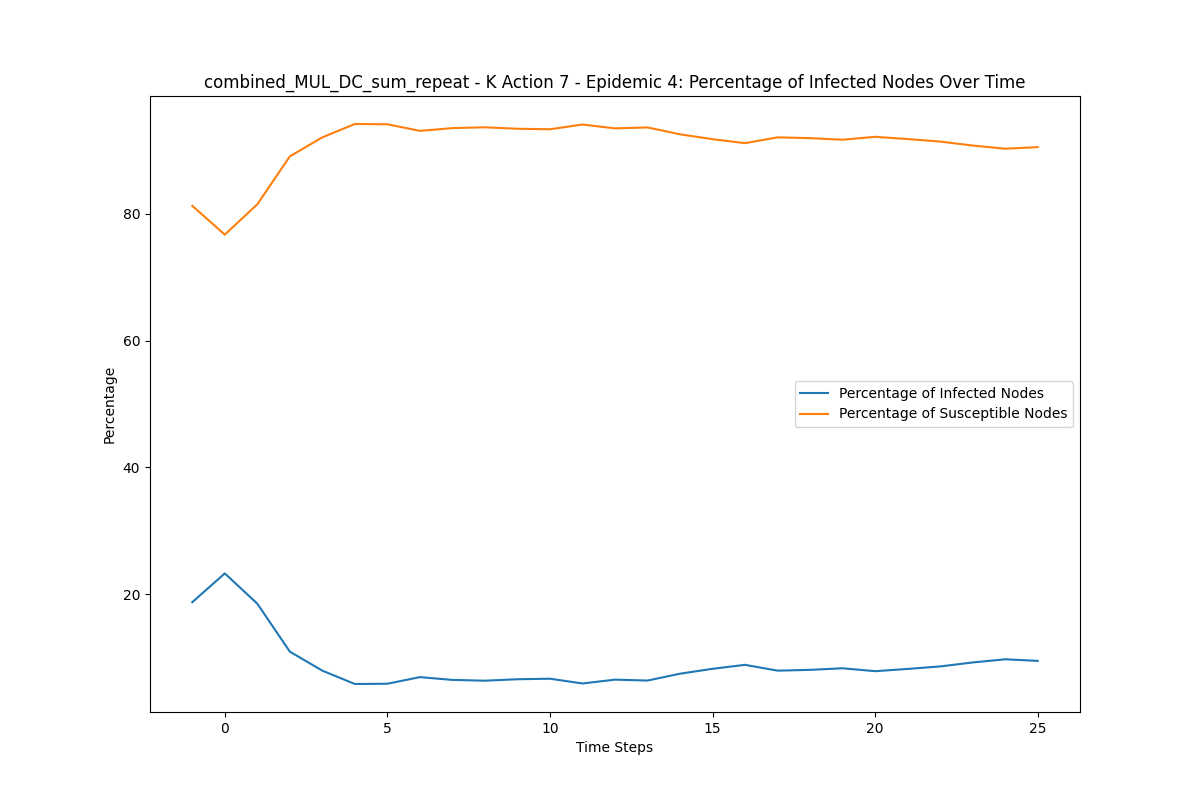 combined_MUL_DC_sum_repeat - K Action 7 - Epidemic 4: Percentage of Infected Nodes Over Time
80
60
40
20
Percentage
Percentage of Infected Nodes
Percentage of Susceptible Nodes
0 5 10 15 20 25
Time Steps